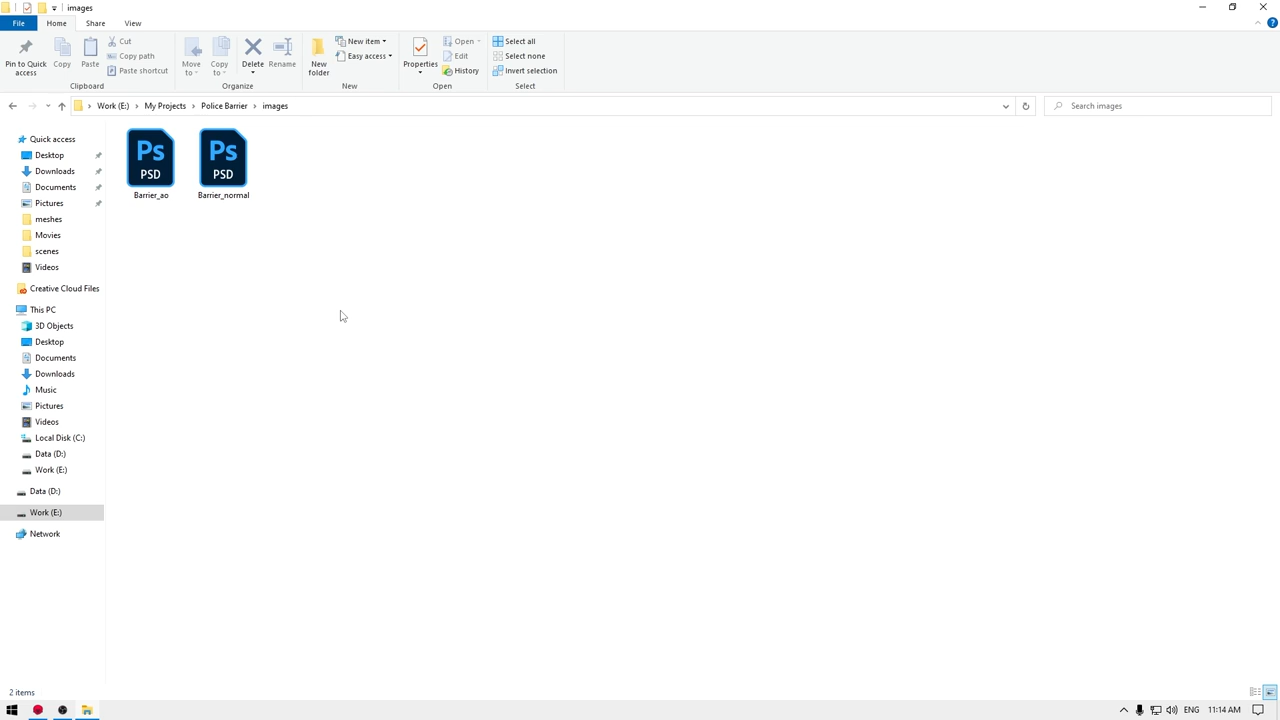 images
File Home Share View
Pin to Quick access
Copy
Paste
Cut
Copy path
Paste shortcut
Clipboard
Move to
Copy to
Delete
Rename
Organize
New folder
New item
Easy access
New
Properties
Open
Edit
History
Open
Select all
Select none
Invert selection
Select
Work (E:) My Projects Police Barrier images
Search images
Quick access
Desktop
Downloads
Documents
Pictures
meshes
Movies
scenes
Videos
Creative Cloud Files
This PC
3D Objects
Desktop
Documents
Downloads
Music
Pictures
Videos
Local Disk (C:)
Data (D:)
Work (E:)
Data (D:)
Work (E:)
Network
Ps
PSD
Barrier_ao
Ps
PSD
Barrier_normal
2 items
ENG 11:14 AM